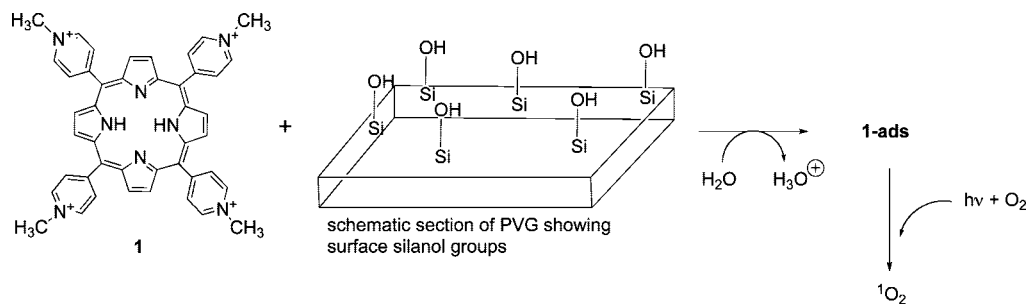 CH₃
H₃C
N⁺
N⁺
N
NH
HN
N
N⁺
N⁺
H₃C
CH₃
1
+
OH
OH
OH
OH
OH
OH
Si
Si
Si
Si
Si
Si
schematic section of PVG showing
surface silanol groups
H₂O
H₃O⊕
1-ads
hν + O₂
¹O₂